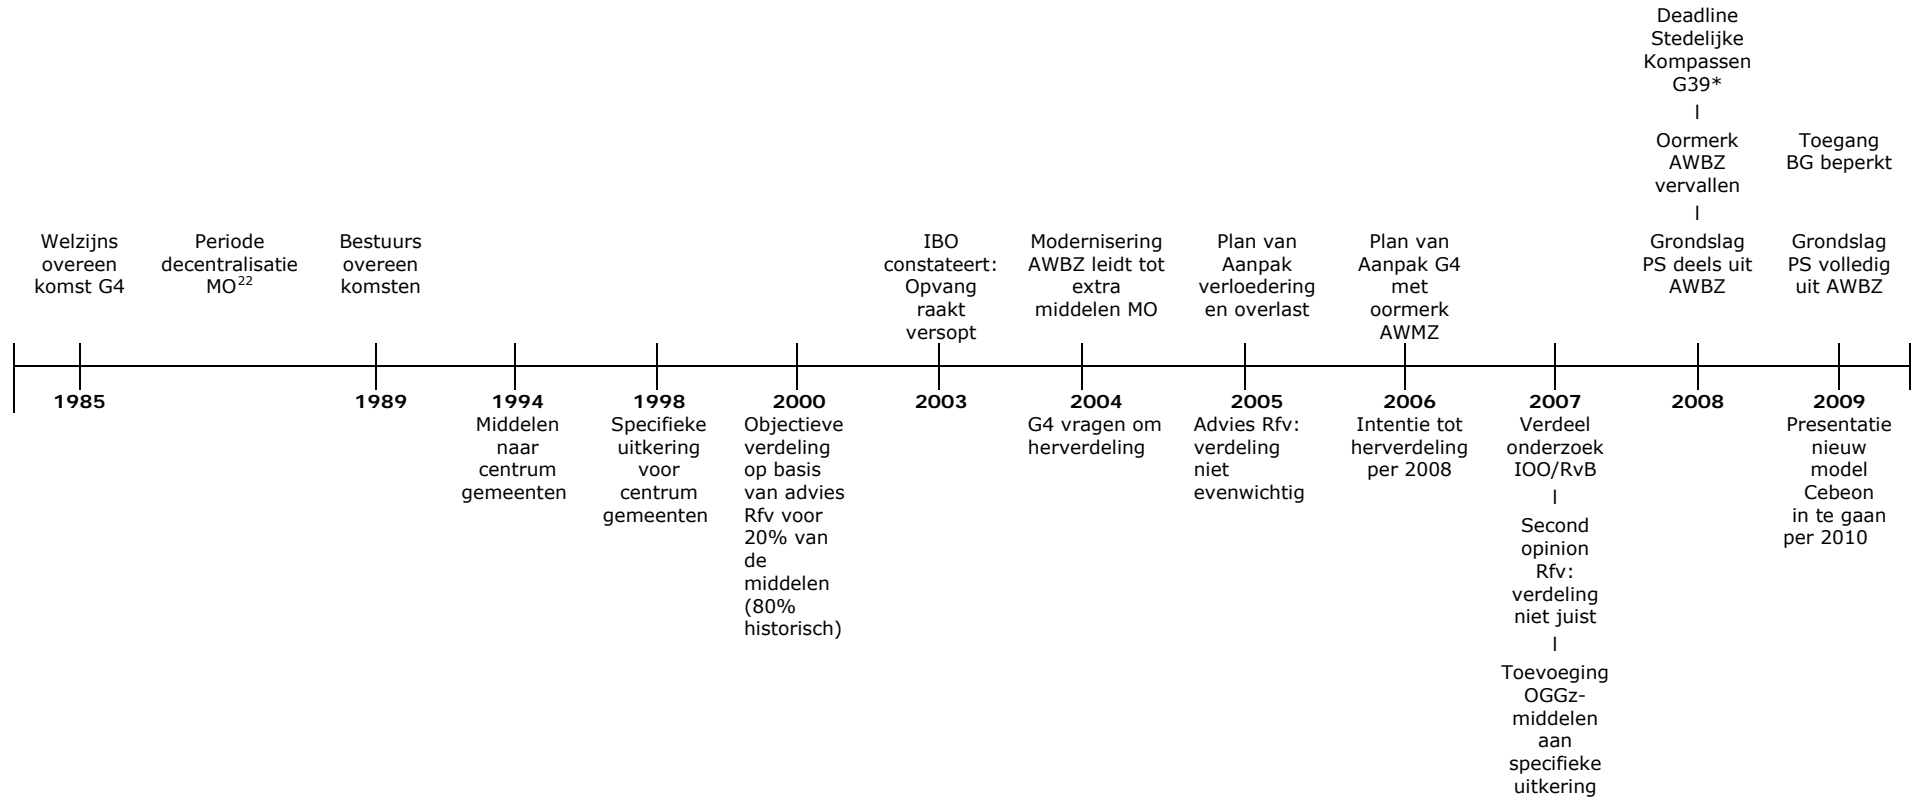 Deadline
Stedelijke
Kompassen
G39*
I
Oormerk
AWBZ
vervallen
I
Grondslag
PS deels uit
AWBZ
Toegang
BG beperkt
Grondslag
PS volledig
uit AWBZ
Welzijns
overeen
komst G4
Periode
decentralisatie
MO22
Bestuurs
overeen
komsten
IBO
constateert:
Opvang
raakt
versopt
Modernisering
AWBZ leidt tot
extra
middelen MO
Plan van
Aanpak
verloedering
en overlast
Plan van
Aanpak G4
met
oormerk
AWMZ
1985
1989
1994
Middelen
naar
centrum
gemeenten
1998
Specifieke
uitkering
voor
centrum
gemeenten
2000
Objectieve
verdeling
op basis
van advies
Rfv voor
20% van
de
middelen
(80%
historisch)
2003
2004
G4 vragen om
herverdeling
2005
Advies Rfv:
verdeling
niet
evenwichtig
2006
Intentie tot
herverdeling
per 2008
2007
Verdeel
onderzoek
IOO/RvB
I
Second
opinion
Rfv:
verdeling
niet juist
I
Toevoeging
OGGz-
middelen
aan
specifieke
uitkering
2008
2009
Presentatie
nieuw
model
Cebeon
in te gaan
per 2010